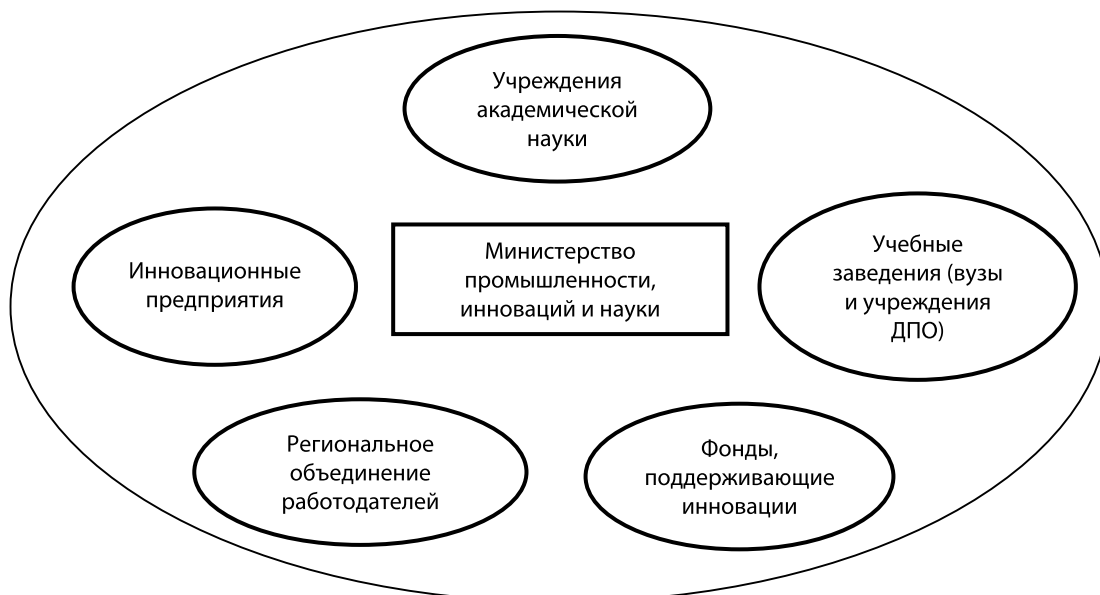 Учреждения
академической
науки
Инновационные
предприятия
Министерство
промышленности,
инноваций и науки
Учебные
заведения (вузы
и учреждения
ДПО)
Региональное
объединение
работодателей
Фонды,
поддерживающие
инновации